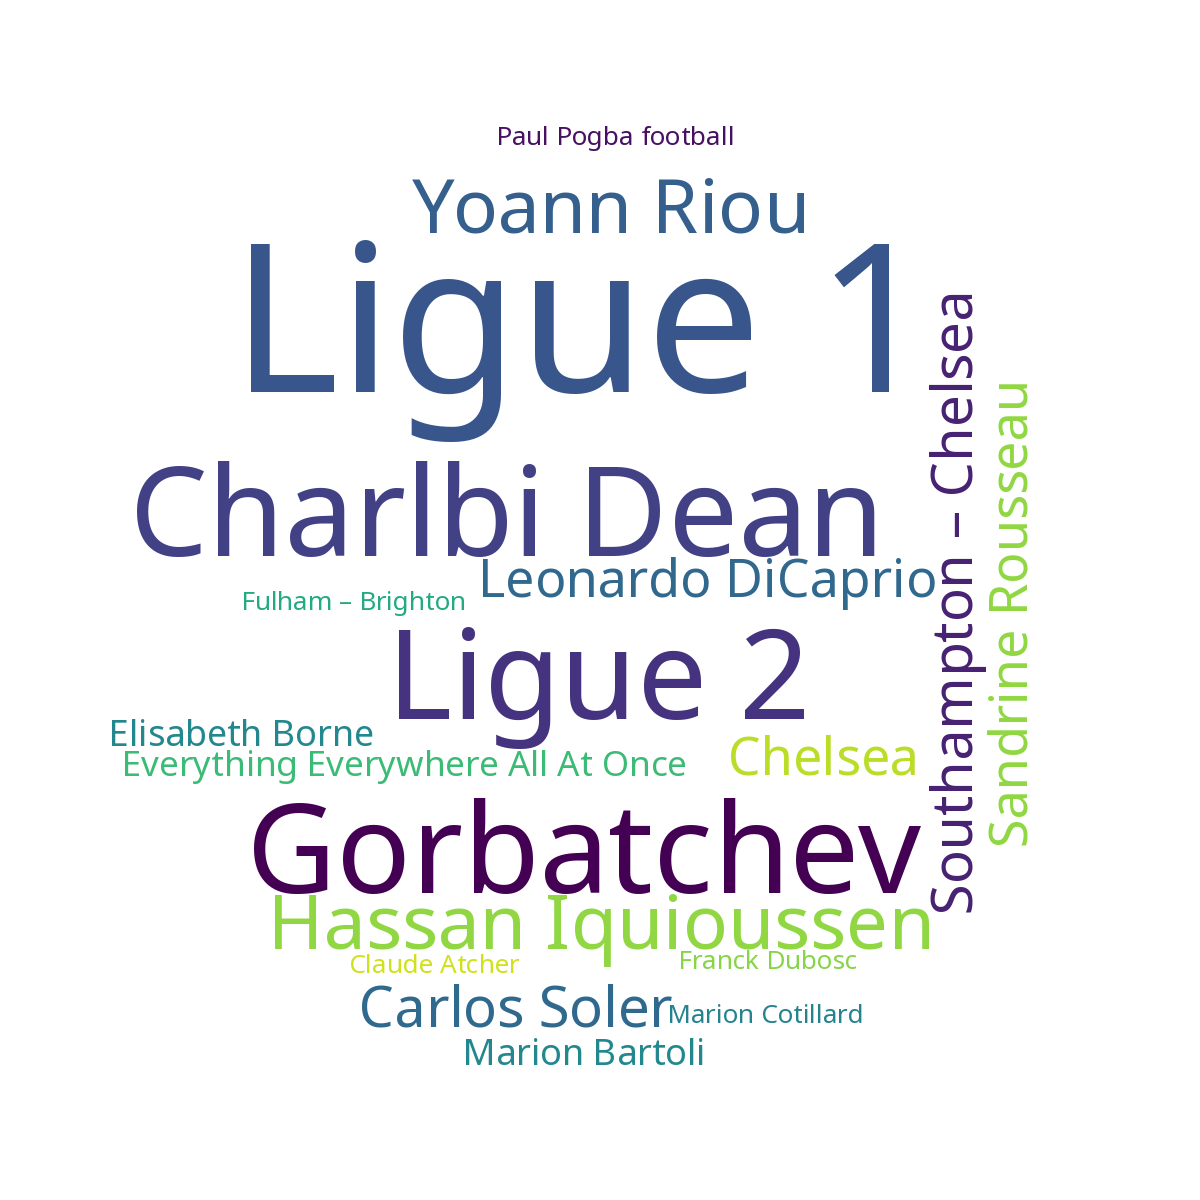 Paul Pogba football
Yoann Riou
Ligue 1
Southampton – Chelsea
Sandrine Rousseau
Charlbi Dean
Leonardo DiCaprio
Fulham – Brighton
Ligue 2
Elisabeth Borne
Everything Everywhere All At Once
Chelsea
Gorbatchev
Hassan Iquioussen
Claude Atcher
Franck Dubosc
Carlos Soler
Marion Cotillard
Marion Bartoli